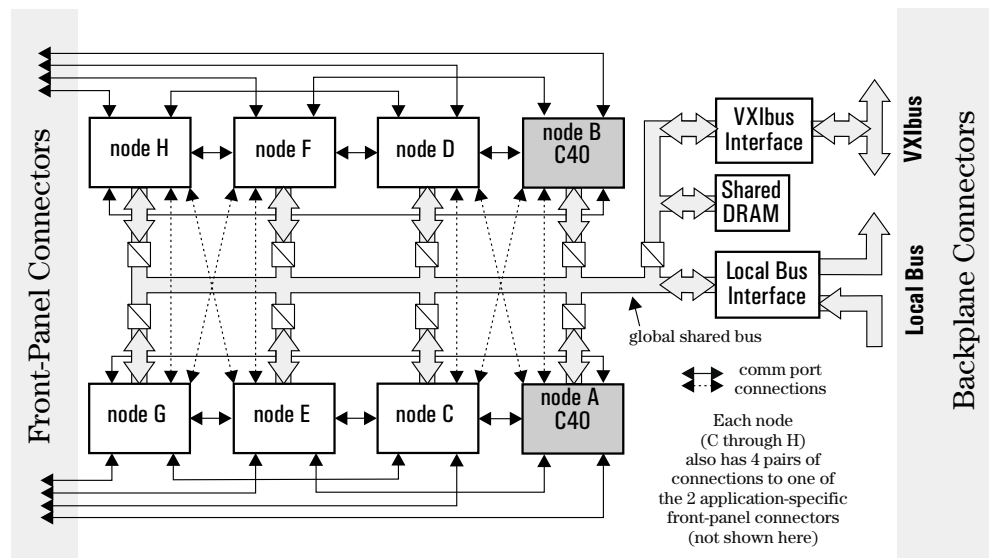 Front-Panel Connectors
node H
node F
node D
node B
C40
VXIbus
Interface
VXIbus
Shared
DRAM
Local Bus
Interface
Local Bus
Backplane Connectors
global shared bus
node G
node E
node C
node A
C40
comm port
connections
Each node
(C through H)
also has 4 pairs of
connections to one of
the 2 application-specific
front-panel connectors
(not shown here)